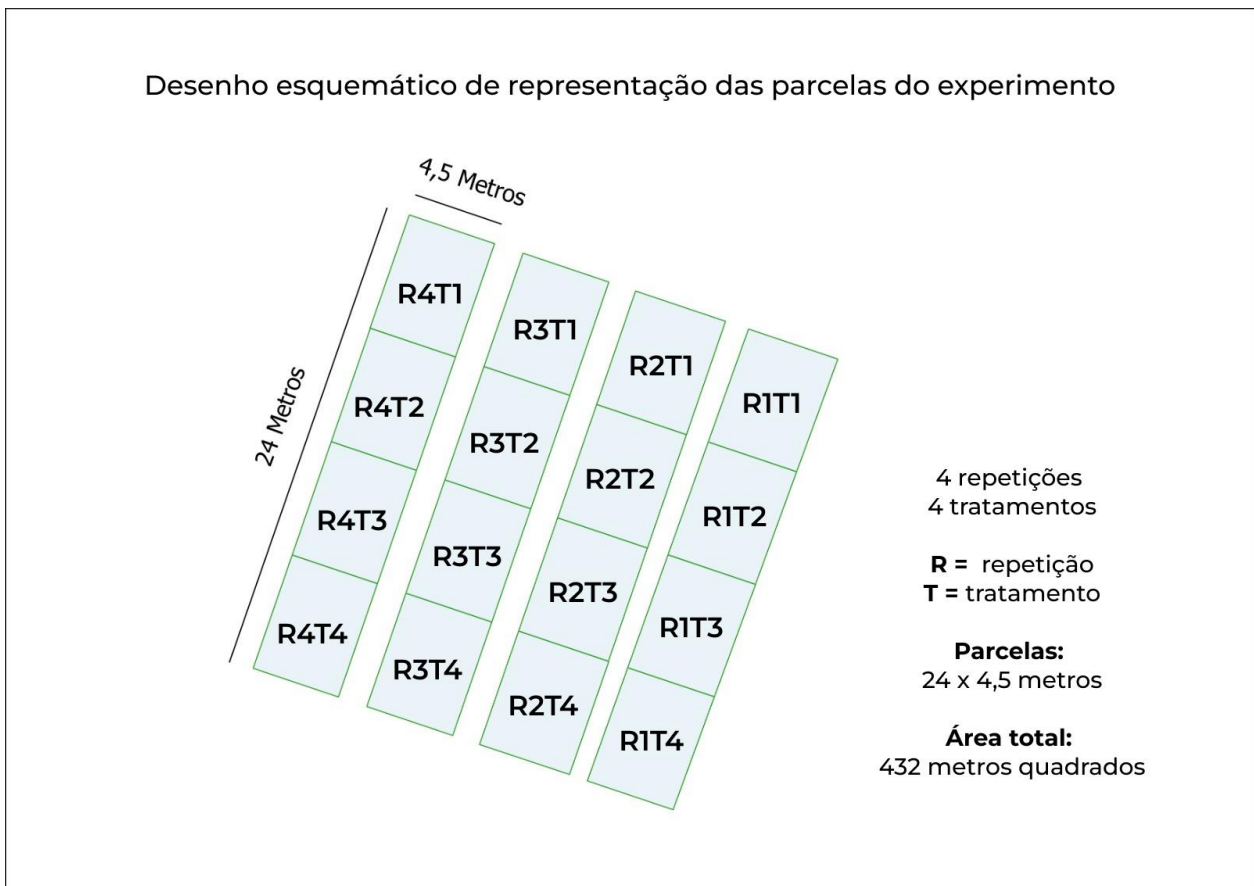 Desenho esquemático de representação das parcelas do experimento
4,5 Metros
24 Metros
R4T1
R4T2
R4T3
R4T4
R3T1
R3T2
R3T3
R3T4
R2T1
R2T2
R2T3
R2T4
R1T1
R1T2
R1T3
R1T4
4 repetições
4 tratamentos
R = repetição
T = tratamento
Parcelas:
24 x 4,5 metros
Área total:
432 metros quadrados